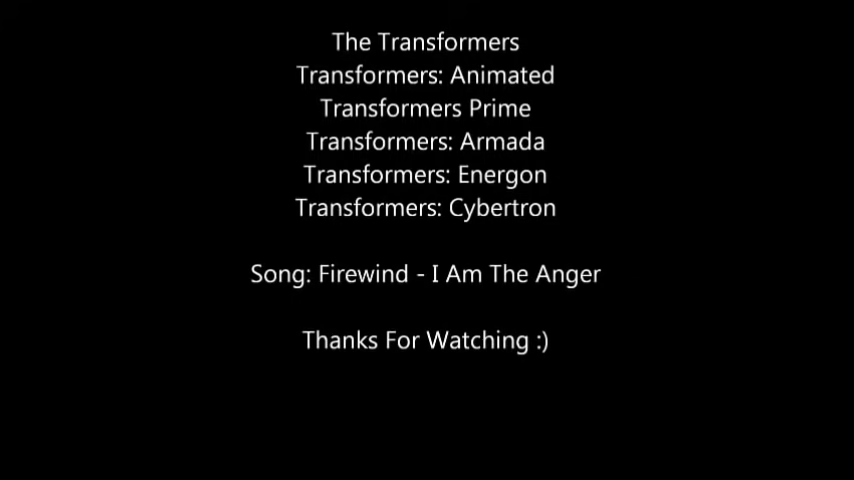 The Transformers
Transformers: Animated
Transformers Prime
Transformers: Armada
Transformers: Energon
Transformers: Cybertron
Song: Firewind - I Am The Anger
Thanks For Watching :)